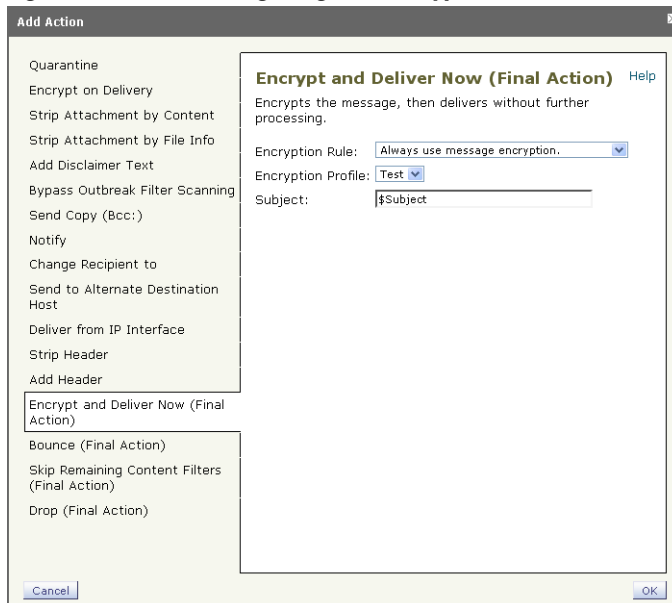 Add Action
Quarantine
Encrypt on Delivery
Strip Attachment by Content
Strip Attachment by File Info
Add Disclaimer Text
Bypass Outbreak Filter Scanning
Send Copy (Bcc:)
Notify
Change Recipient to
Send to Alternate Destination
Host
Deliver from IP Interface
Strip Header
Add Header
Encrypt and Deliver Now (Final
Action)
Bounce (Final Action)
Skip Remaining Content Filters
(Final Action)
Drop (Final Action)
Encrypt and Deliver Now (Final Action) Help
Encrypts the message, then delivers without further
processing.
Encryption Rule: Always use message encryption.
Encryption Profile: Test
Subject: $Subject
Cancel OK